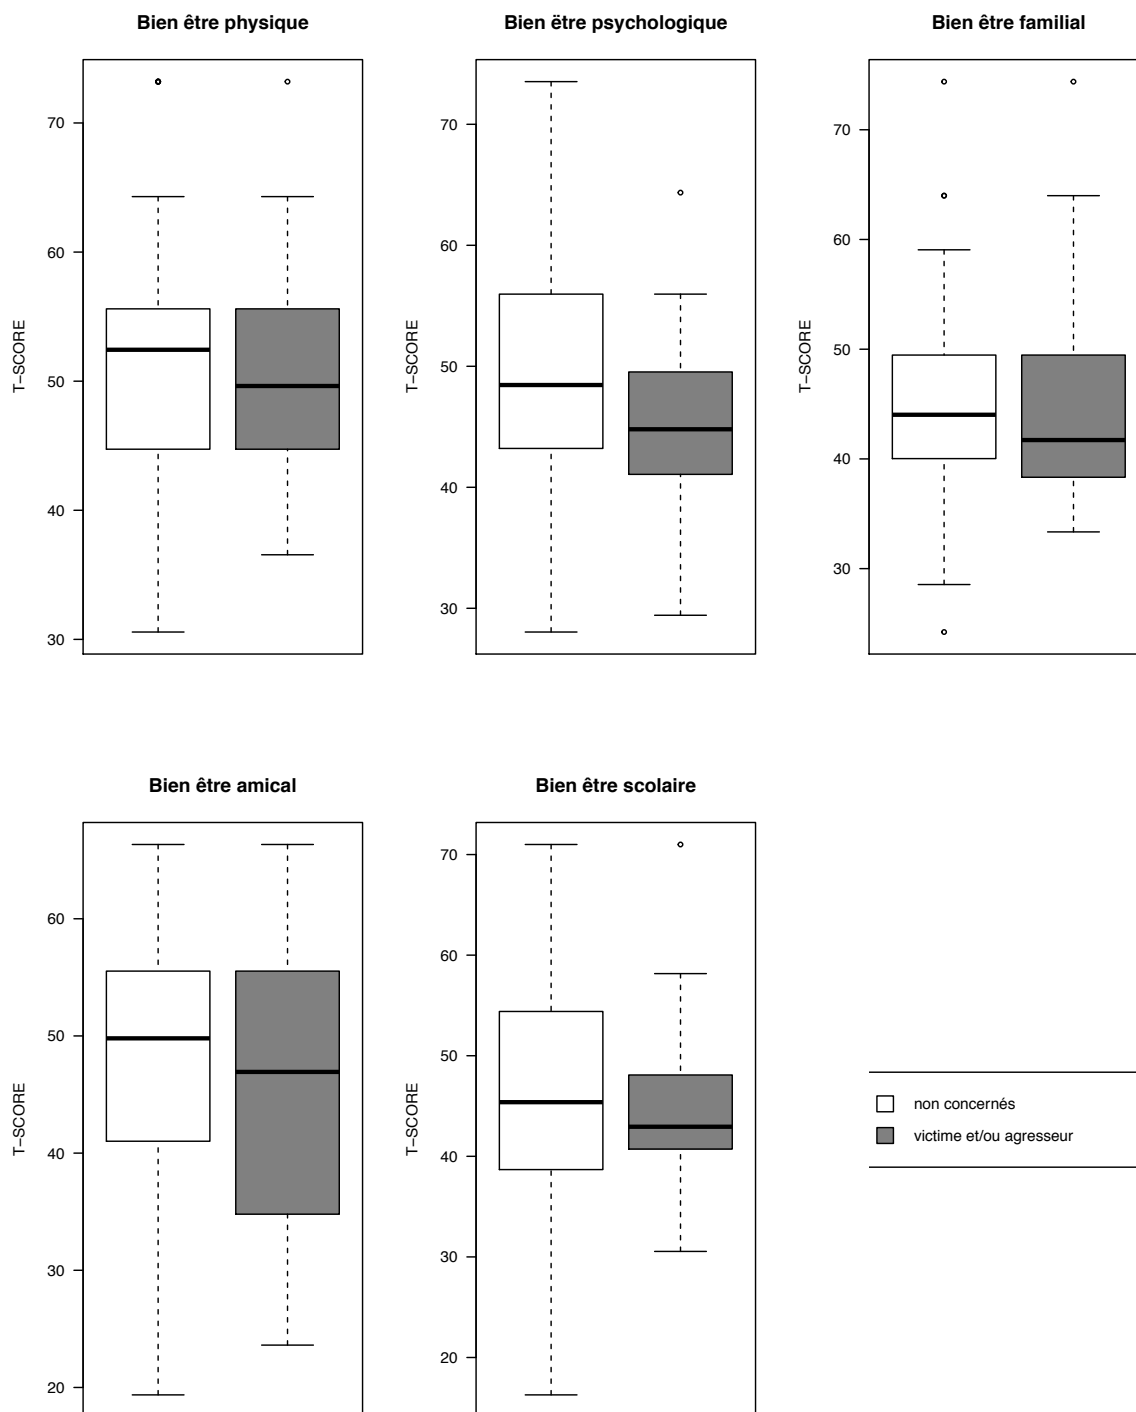 Bien être physique
Bien ëtre psychologique
Bien être familial
T−SCORE
30
40
50
60
70
T−SCORE
30
40
50
60
70
T−SCORE
30
40
50
60
70
Bien être amical
Bien être scolaire
T−SCORE
20
30
40
50
60
T−SCORE
20
30
40
50
60
70
non concernés
victime et/ou agresseur